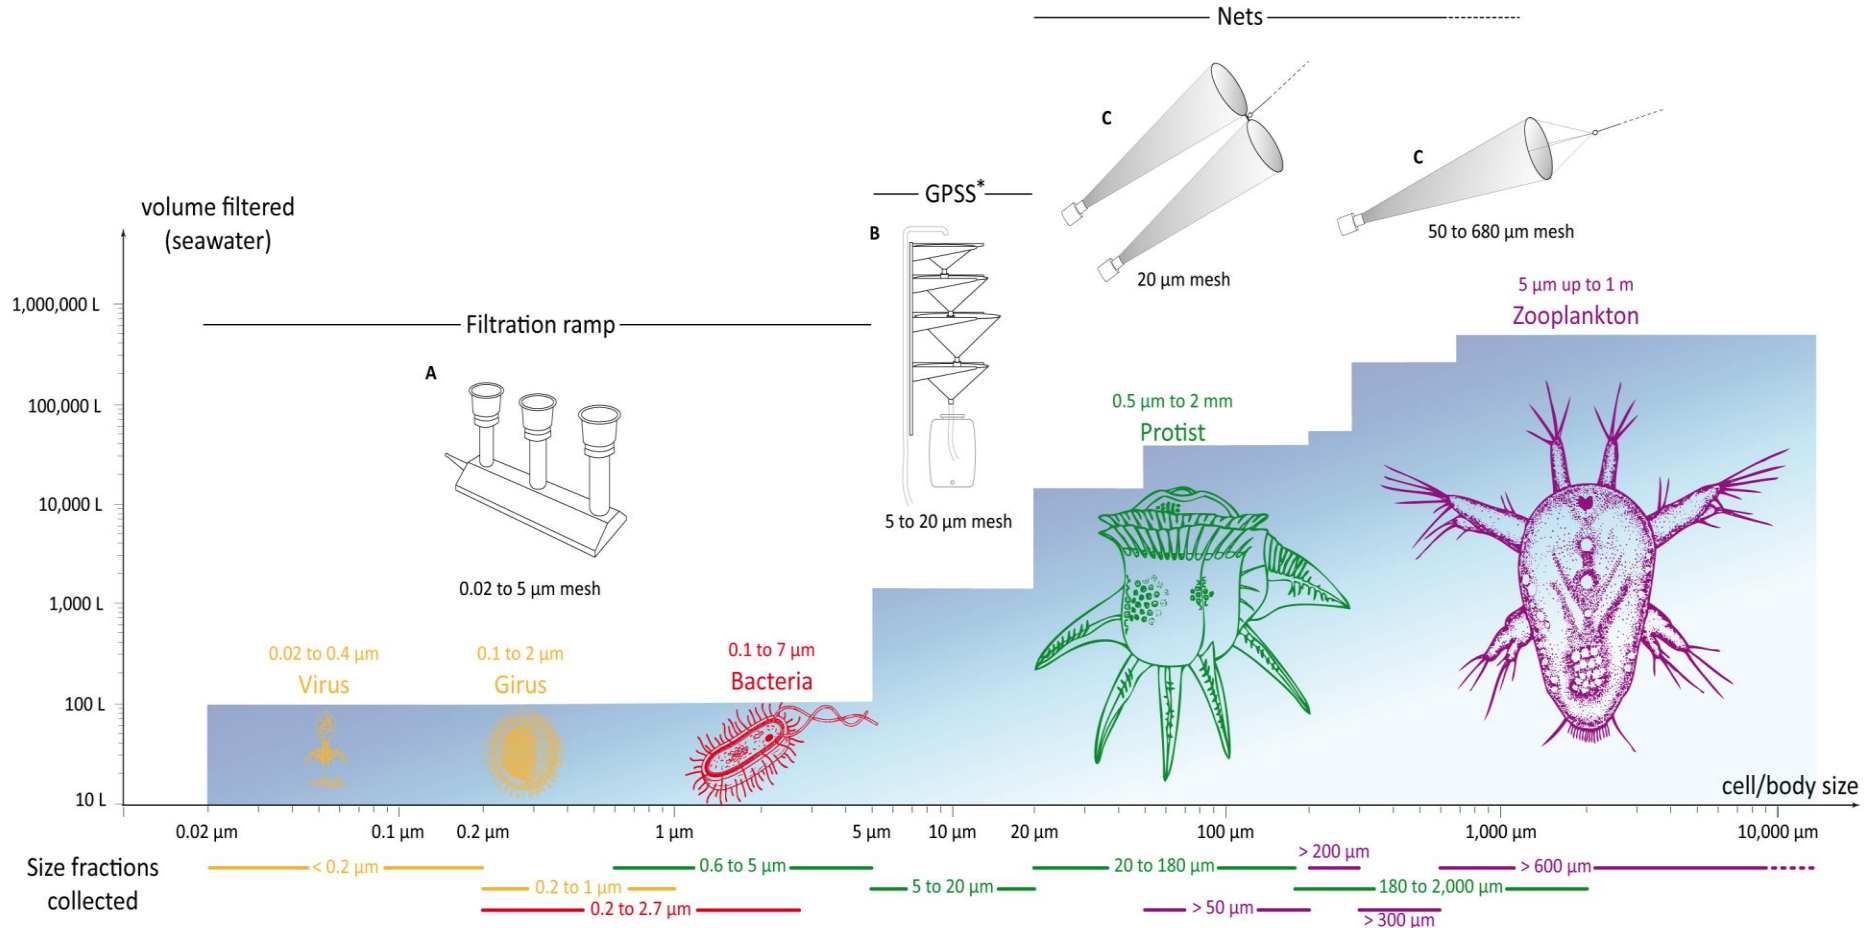 Nets
C
C
50 to 680 µm mesh
20 µm mesh
GPSS*
B
5 to 20 µm mesh
volume filtered
(seawater)
Filtration ramp
A
0.02 to 5 µm mesh
5 µm up to 1 m
Zooplankton
0.5 µm to 2 mm
Protist
0.1 to 7 µm
Bacteria
0.1 to 2 µm
Girus
0.02 to 0.4 µm
Virus
1,000,000 L
100,000 L
10,000 L
1,000 L
100 L
10 L
cell/body size
0.02 µm 0.1 µm 0.2 µm 1 µm 5 µm 10 µm 20 µm 100 µm 1,000 µm 10,000 µm
Size fractions
collected
< 0.2 µm 0.6 to 5 µm 20 to 180 µm > 200 µm > 600 µm
0.2 to 1 µm 5 to 20 µm 180 to 2,000 µm
0.2 to 2.7 µm > 50 µm > 300 µm